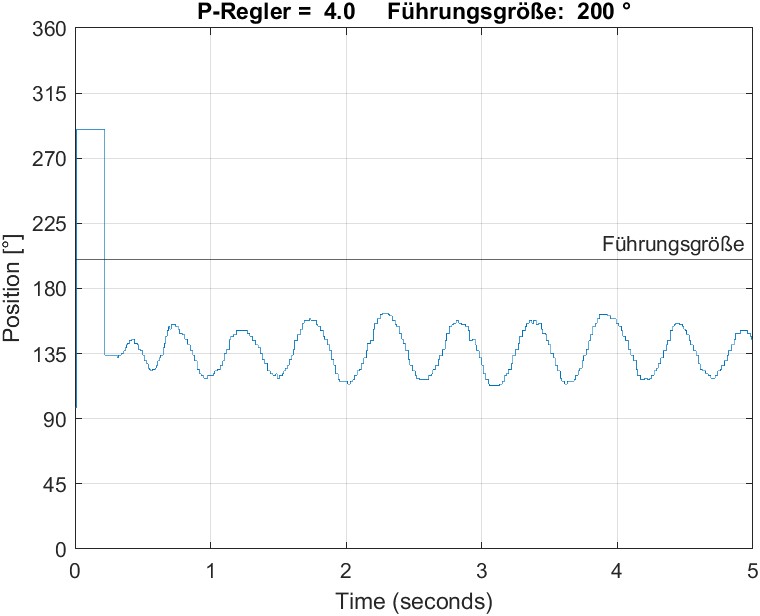 P-Regler = 4.0 Führungsgröße: 200 °
360
315
270
225
180
135
90
45
0
Position [°]
Führungsgröße
0 1 2 3 4 5
Time (seconds)